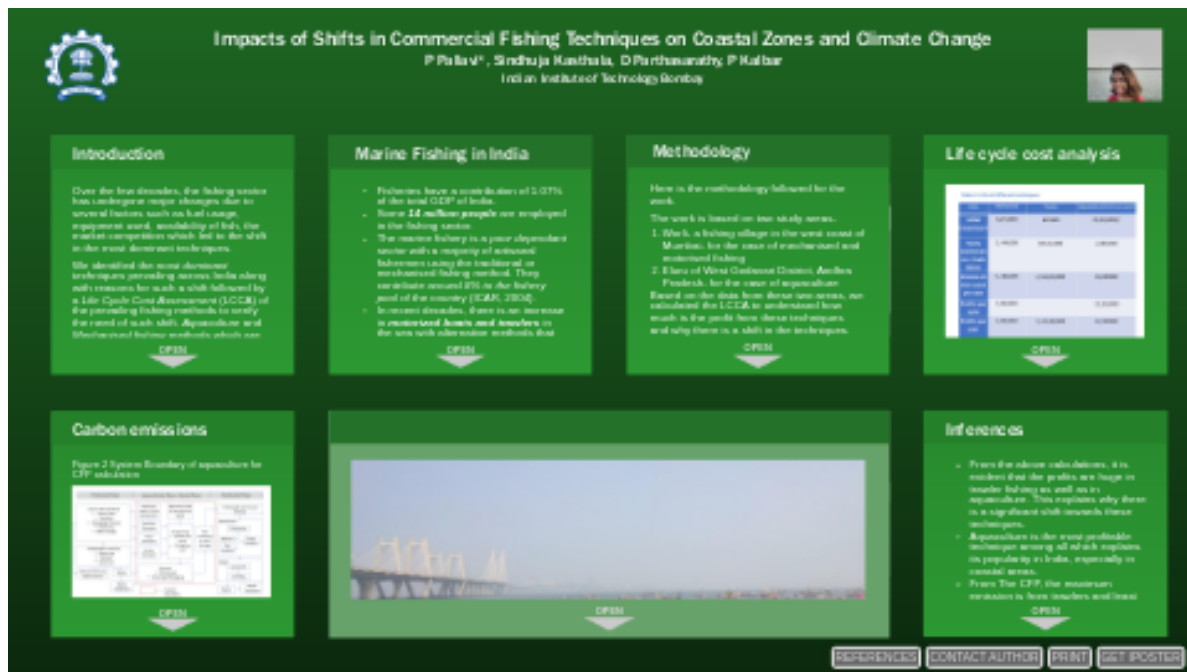 Impacts of Shifts in Commercial Fishing Techniques on Coastal Zones and Climate Change
P Pallavi*, Sindhuja Kasthala, D Parthasarathy, P Kalbar
Indian Institute of Technology Bombay
Introduction
Over the few decades, the fishing sector
has undergone major changes due to
several factors such as fuel usage,
equipment used, availability of fish, the
market competition which led to the shift
in the most dominant techniques.
We identified the most dominant
techniques prevailing across India along
with reasons for such a shift followed by
a Life Cycle Cost Assessment (LCCA) of
the prevailing fishing methods to verify
the need of such shift. Aquaculture and
Mechanised fishing methods which are
OPEN
Marine Fishing in India
Fisheries have a contribution of 1.07%
of the total GDP of India.
Some 14 million people are employed
in the fishing sector.
The marine fishery is a poor dependant
sector with a majority of artisanal
fishermen using the traditional or
mechanised fishing method. They
contribute around 8% to the fishery
pool of the country (ICAR, 2004).
In recent decades, there is an increase
in motorized boats and trawlers in
the sea with alternative methods that
OPEN
Methodology
Here is the methodology followed for the
work.
The work is based on two study areas.
1. Worli, a fishing village in the west coast of
Mumbai, for the case of mechanised and
motorised fishing
2. Eluru of West Godavari District, Andhra
Pradesh, for the case of aquaculture
Based on the data from these two areas, we
calculated the LCCA to understand how
much is the profit from these techniques
and why there is a shift in the techniques.
OPEN
Life cycle cost analysis
OPEN
Carbon emissions
Figure 2 System Boundary of aquaculture for
CFP calculation
OPEN
OPEN
Inferences
From the above calculations, it is
evident that the profits are huge in
trawler fishing as well as in
aquaculture. This explains why there
is a significant shift towards these
techniques.
Aquaculture is the most profitable
technique among all which explains
its popularity in India, especially in
coastal areas.
From The CFP, the maximum
emission is from trawlers and least
OPEN
REFERENCES
CONTACT AUTHOR
PRINT
GET IPOSTER